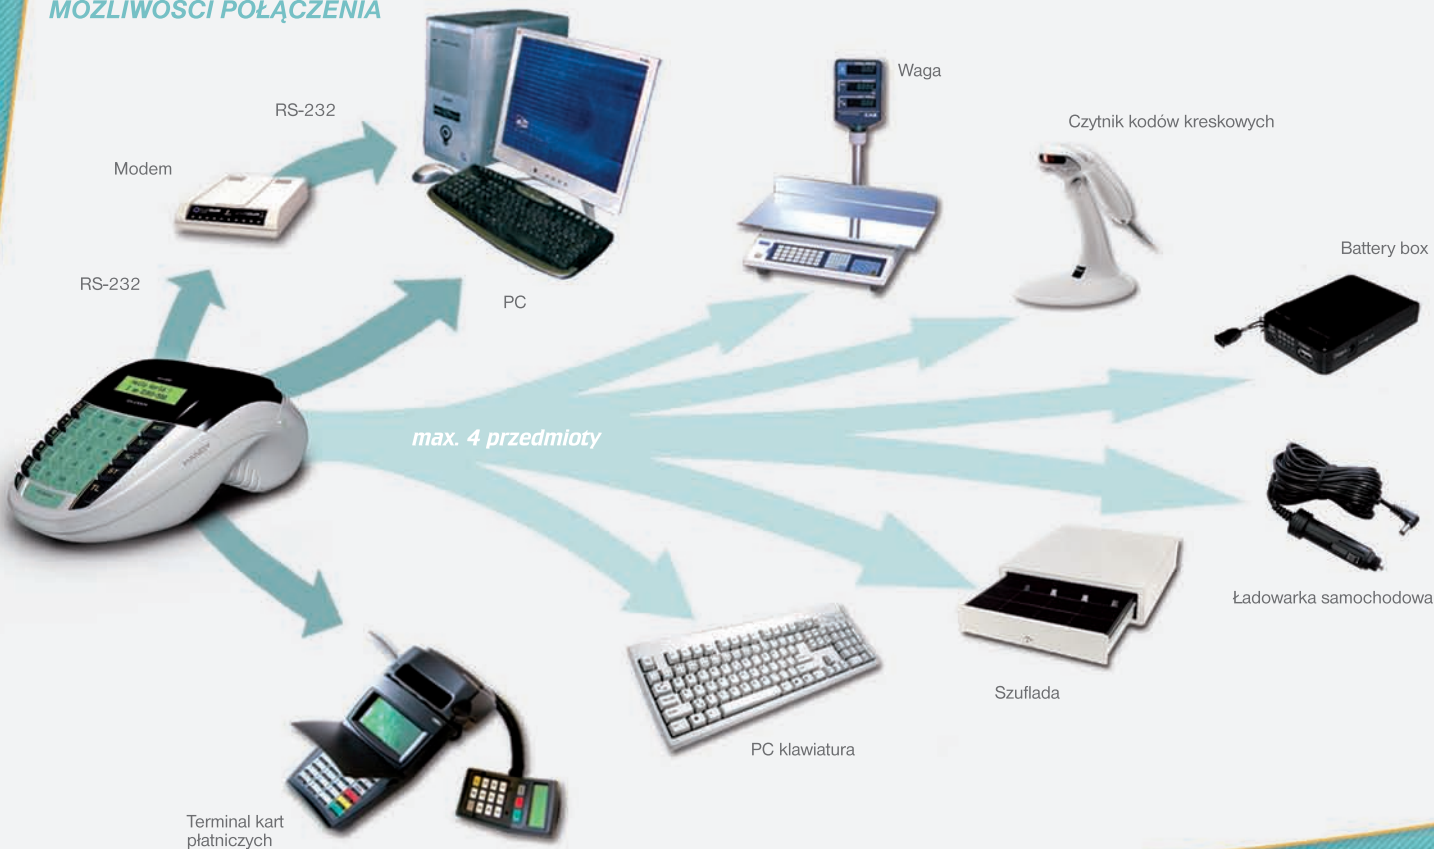 MOŻLIWOŚCI POŁĄCZENIA
Waga
RS-232
Czytnik kodów kreskowych
Modem
Battery box
RS-232
PC
max. 4 przedmioty
HANDY
Ładowarka samochodowa
Szuflada
PC klawiatura
Terminal kart
płatniczych